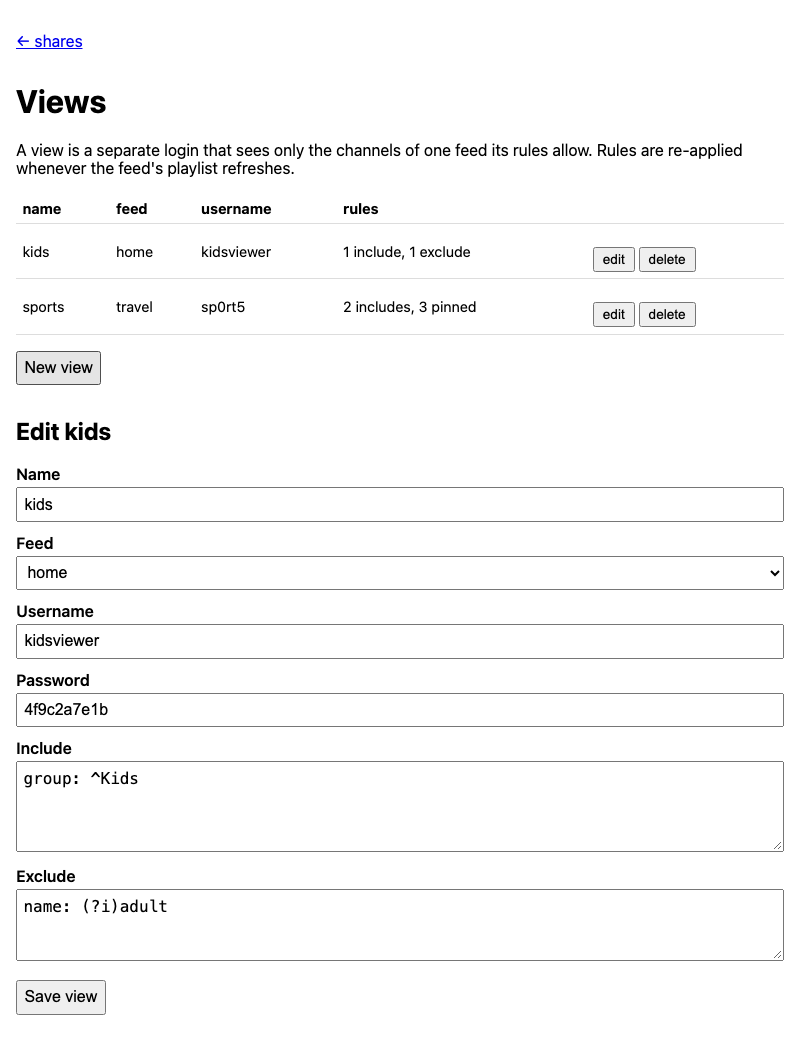 ← shares
Views
A view is a separate login that sees only the channels of one feed its rules allow. Rules are re-applied
whenever the feed's playlist refreshes.
name feed username rules
kids home kidsviewer 1 include, 1 exclude edit delete
sports travel sp0rt5 2 includes, 3 pinned edit delete
New view
Edit kids
Name
kids
Feed
home
Username
kidsviewer
Password
4f9c2a7e1b
Include
group: ^Kids
Exclude
name: (?i)adult
Save view